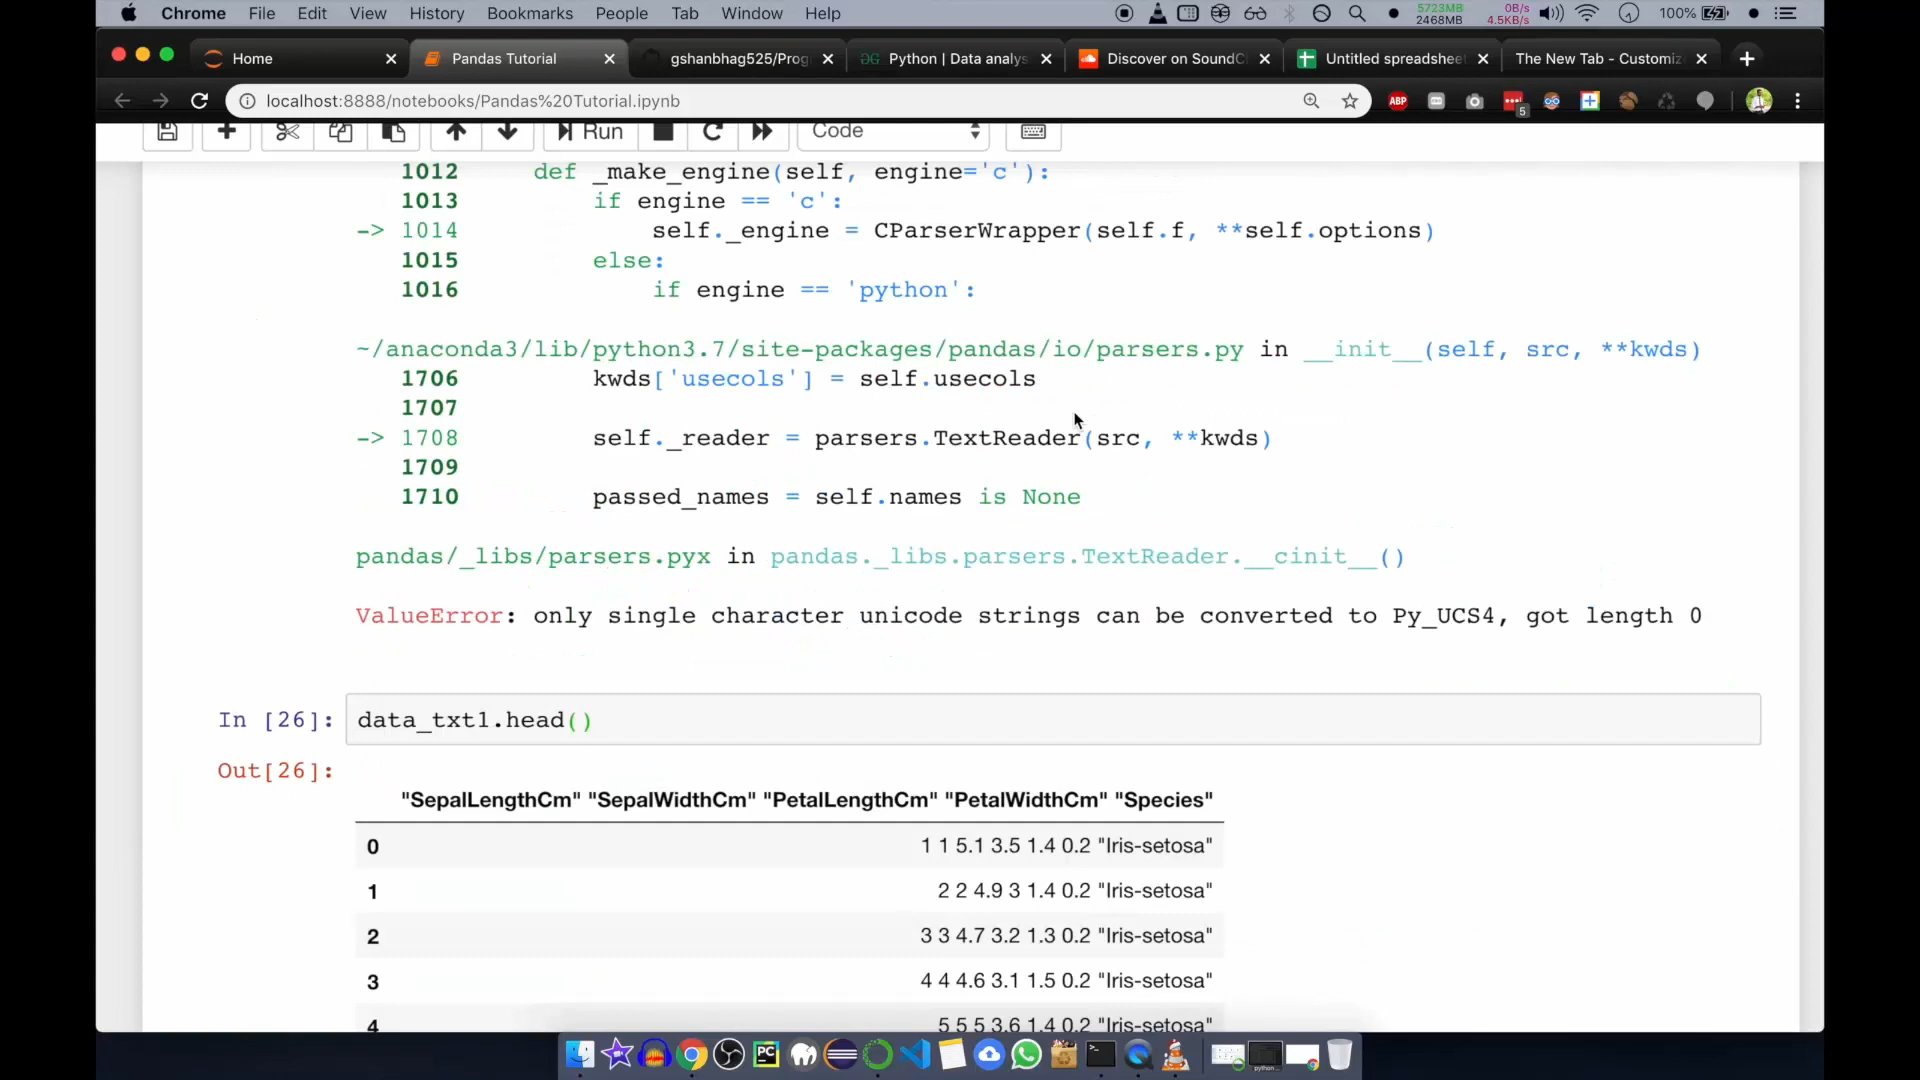 Chrome File Edit View History Bookmarks People Tab Window Help 5723MB 2468MB 0B/s 4.5KB/s 100%
Home Pandas Tutorial gshanbhag525/Prog Python | Data analys Discover on SoundC Untitled spreadshee The New Tab - Customiz
localhost:8888/notebooks/Pandas%20Tutorial.ipynb ABP 5
Run Code
1012 def _make_engine(self, engine='c'):
1013 if engine == 'c':
-> 1014 self._engine = CParserWrapper(self.f, **self.options)
1015 else:
1016 if engine == 'python':
~/anaconda3/lib/python3.7/site-packages/pandas/io/parsers.py in __init__(self, src, **kwds)
1706 kwds['usecols'] = self.usecols
1707
-> 1708 self._reader = parsers.TextReader(src, **kwds)
1709
1710 passed_names = self.names is None
pandas/_libs/parsers.pyx in pandas._libs.parsers.TextReader.__cinit__()
ValueError: only single character unicode strings can be converted to Py_UCS4, got length 0
In [26]: data_txt1.head()
Out[26]:
"SepalLengthCm" "SepalWidthCm" "PetalLengthCm" "PetalWidthCm" "Species"
0 1 1 5.1 3.5 1.4 0.2 "Iris-setosa"
1 2 2 4.9 3 1.4 0.2 "Iris-setosa"
2 3 3 4.7 3.2 1.3 0.2 "Iris-setosa"
3 4 4 4.6 3.1 1.5 0.2 "Iris-setosa"
4 5 5 5 3.6 1.4 0.2 "Iris-setosa"
PC
python